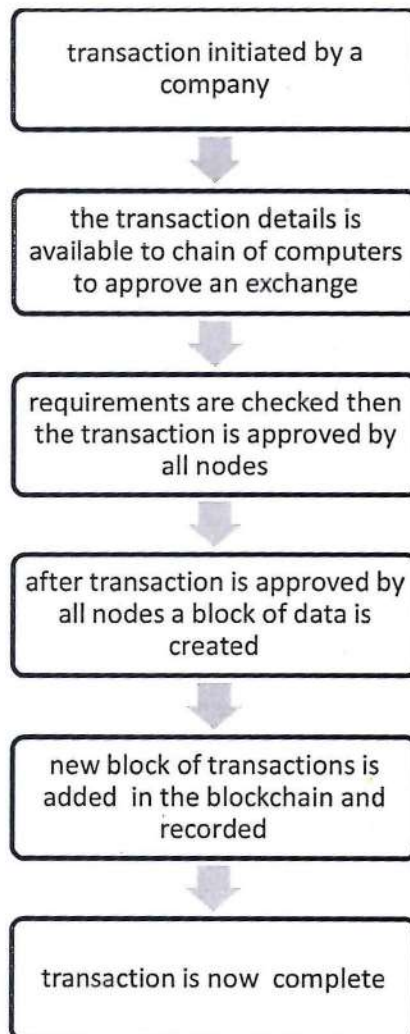 transaction initiated by a
company
the transaction details is
available to chain of computers
to approve an exchange
requirements are checked then
the transaction is approved by
all nodes
after transaction is approved by
all nodes a block of data is
created
new block of transactions is
added in the blockchain and
recorded
transaction is now complete